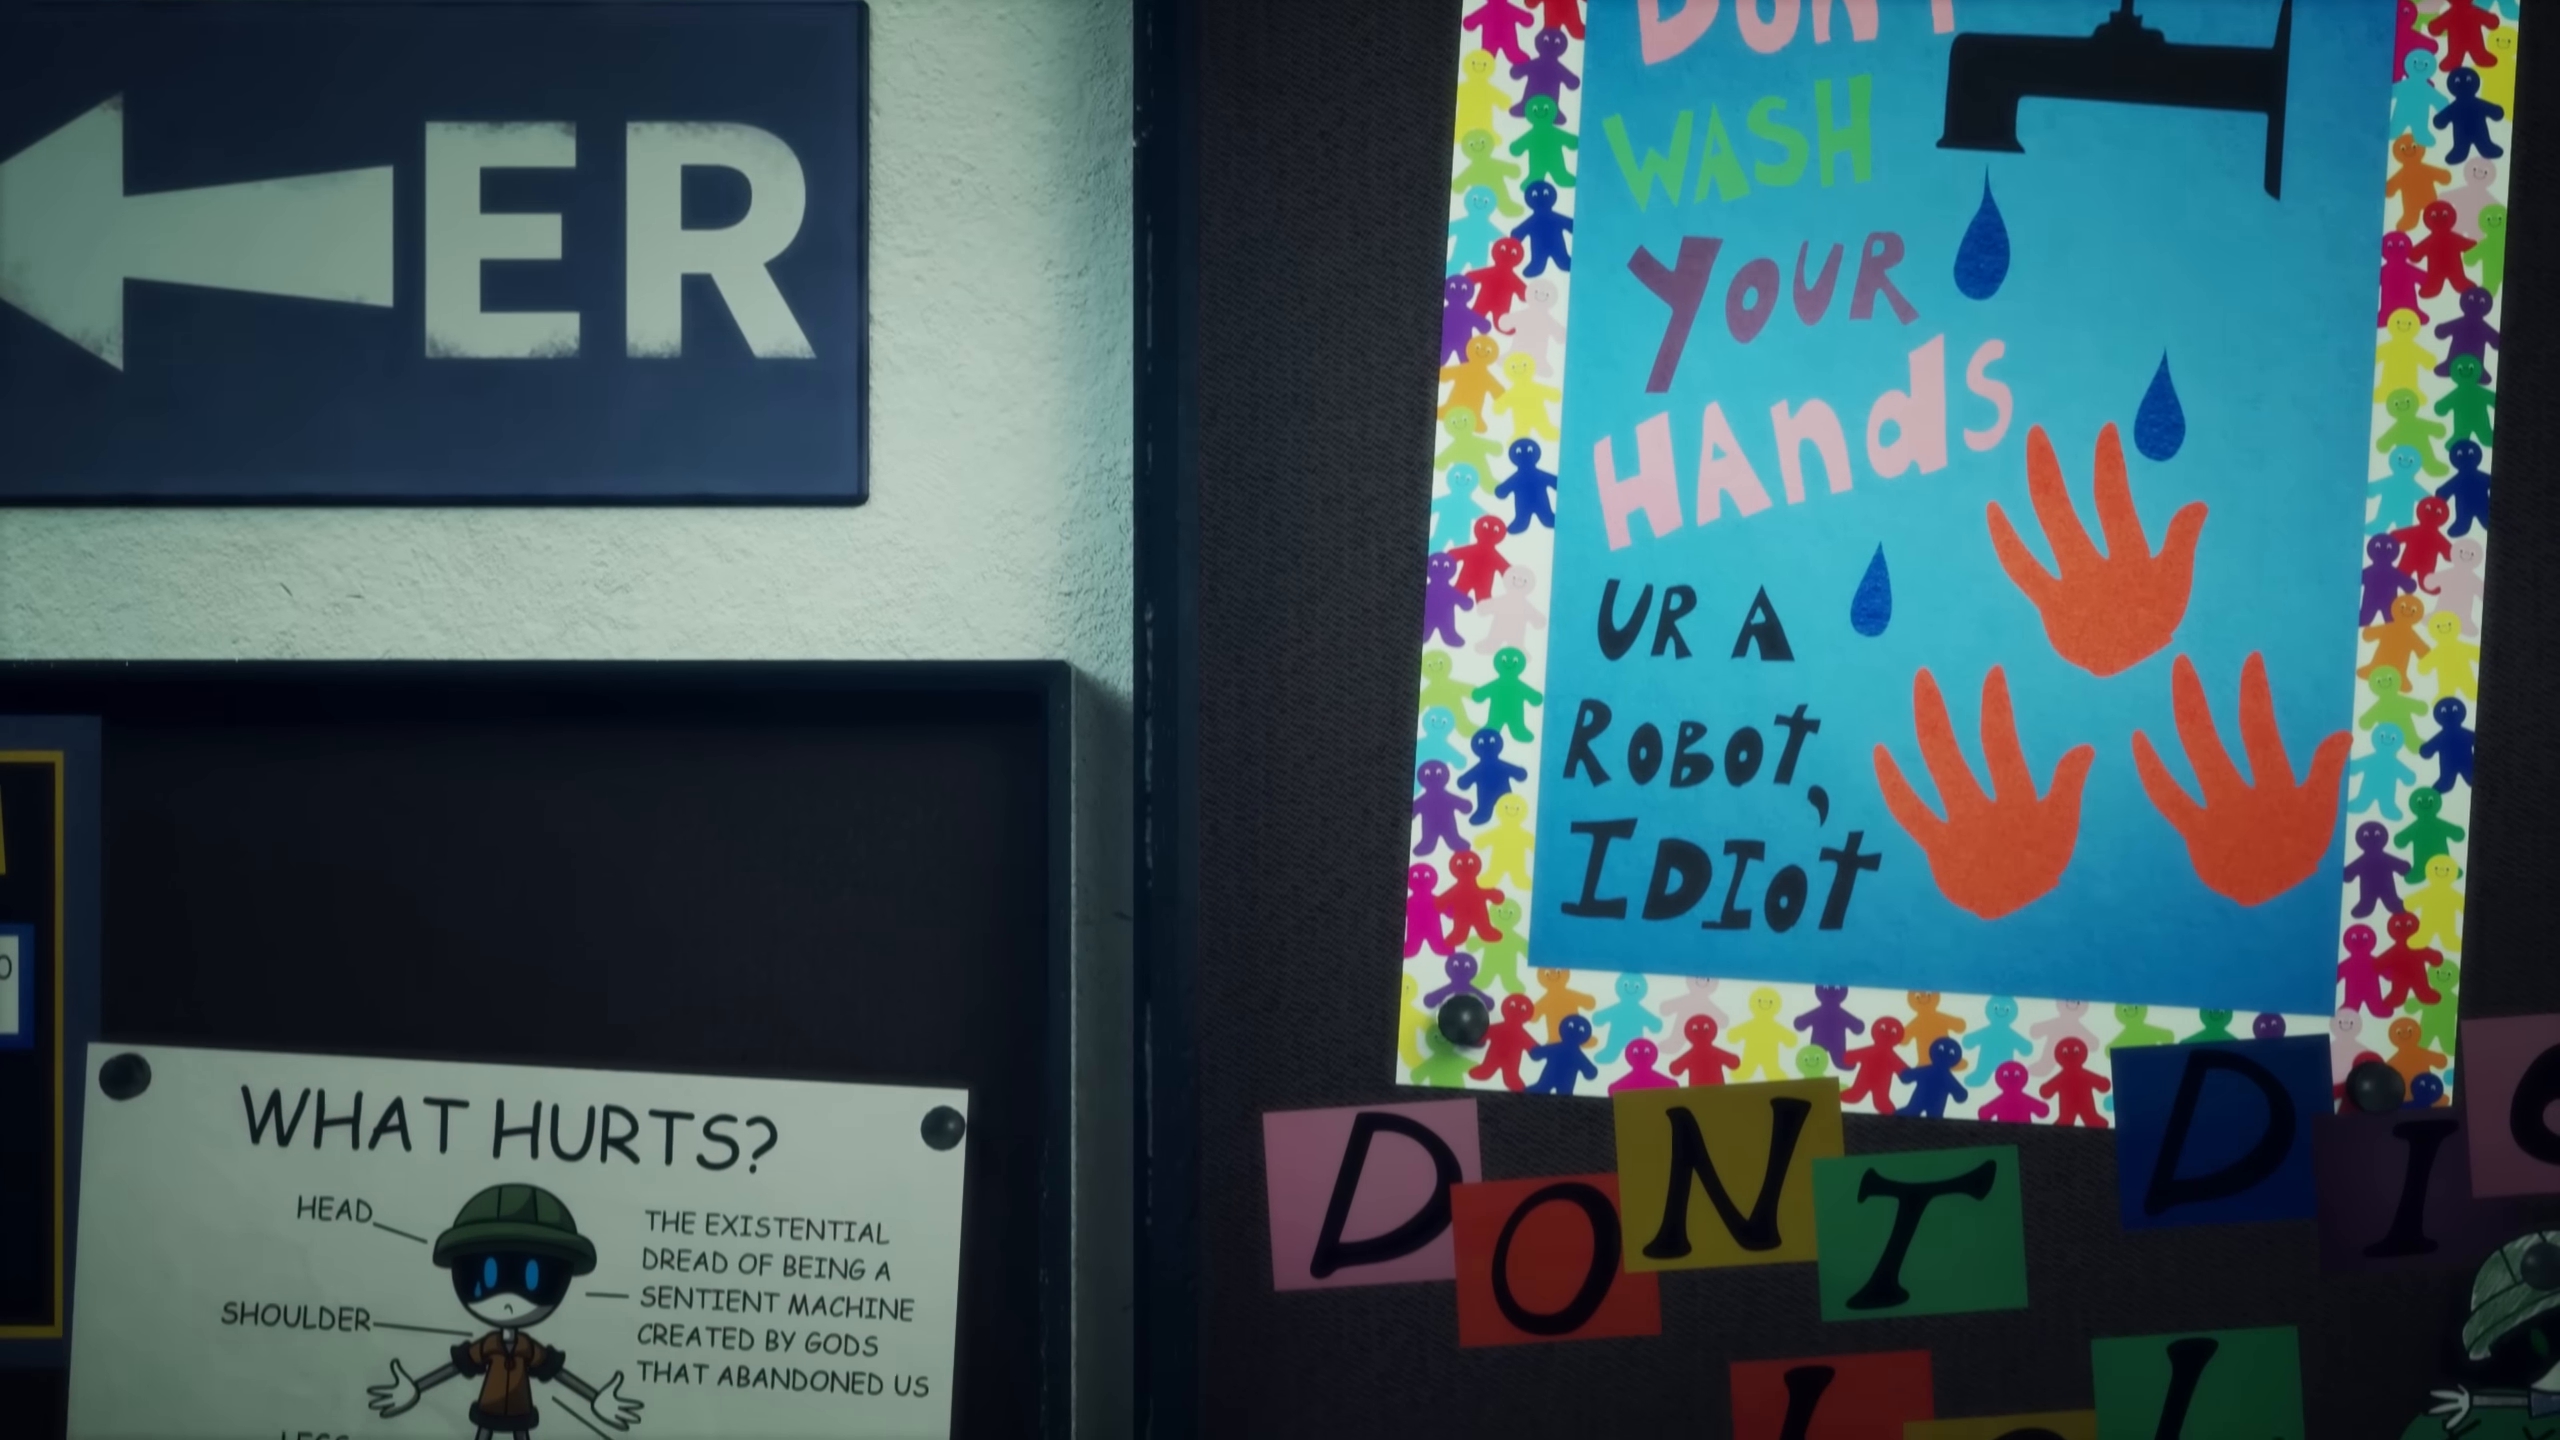 ER
DON'T
WASH
YOUR
HANdS
UR A
ROBOT,
IDIOT
WHAT HURTS?
HEAD
SHOULDER
THE EXISTENTIAL
DREAD OF BEING A
SENTIENT MACHINE
CREATED BY GODS
THAT ABANDONED US
DONT